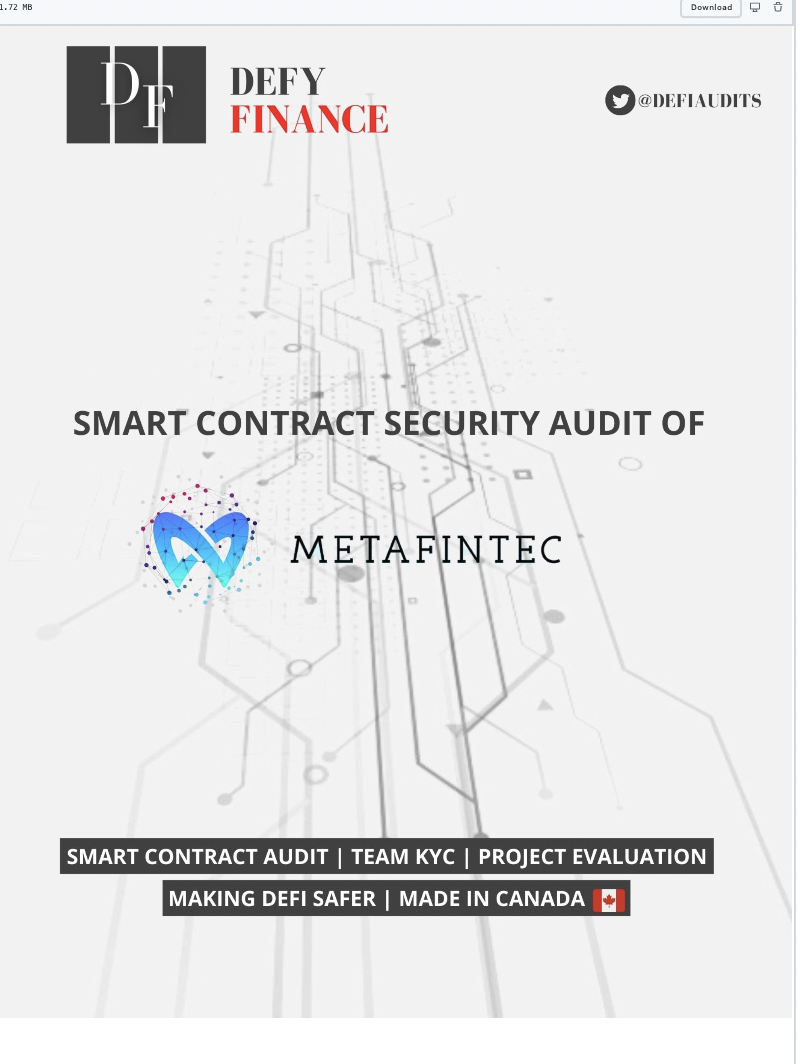 1.72 MB
Download
DF
DEFY
FINANCE
@DEFIAUDITS
SMART CONTRACT SECURITY AUDIT OF
METAFINTEC
SMART CONTRACT AUDIT | TEAM KYC | PROJECT EVALUATION
MAKING DEFI SAFER | MADE IN CANADA